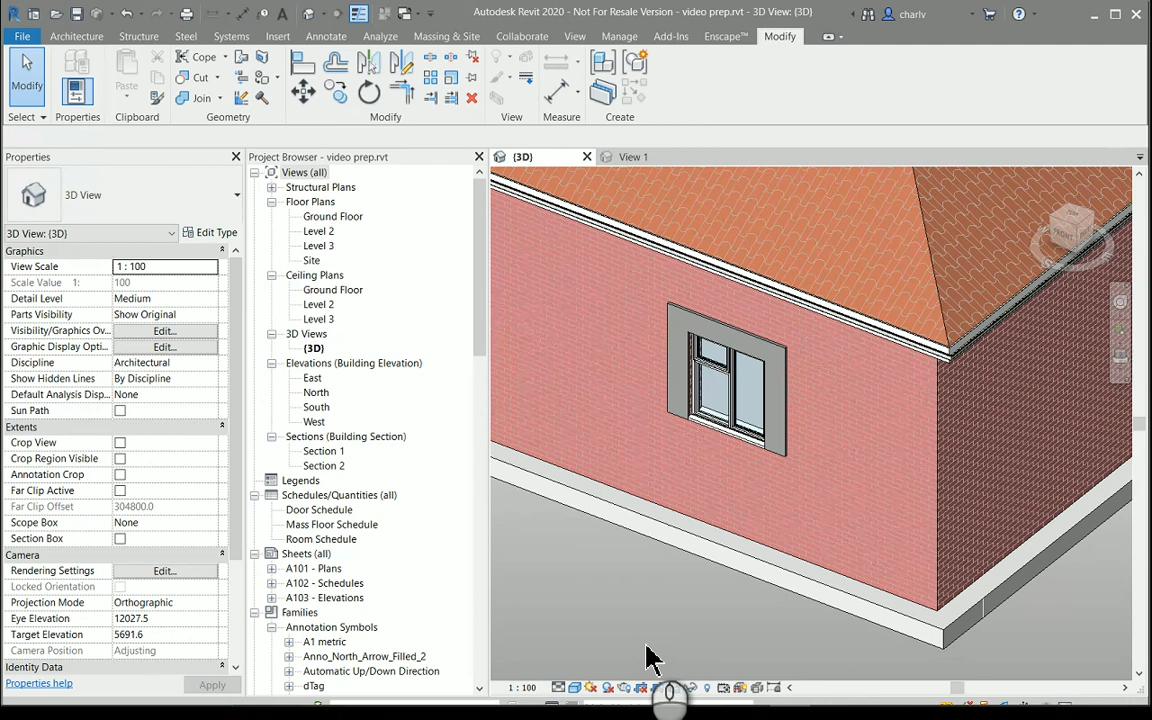 Autodesk Revit 2020 - Not For Resale Version - video prep.rvt - 3D View: {3D}
charlv
File
Architecture
Structure
Steel
Systems
Insert
Annotate
Analyze
Massing & Site
Collaborate
View
Manage
Add-Ins
Enscape™
Modify
Modify
Paste
Cope
Cut
Join
Select
Properties
Clipboard
Geometry
Modify
View
Measure
Create
Properties
3D View
3D View: {3D}
Edit Type
Graphics
View Scale
1 : 100
Scale Value 1:
100
Detail Level
Medium
Parts Visibility
Show Original
Visibility/Graphics Ov...
Edit...
Graphic Display Opti...
Edit...
Discipline
Architectural
Show Hidden Lines
By Discipline
Default Analysis Disp...
None
Sun Path
Extents
Crop View
Crop Region Visible
Annotation Crop
Far Clip Active
Far Clip Offset
304800.0
Scope Box
None
Section Box
Camera
Rendering Settings
Edit...
Locked Orientation
Projection Mode
Orthographic
Eye Elevation
12027.5
Target Elevation
5691.6
Camera Position
Adjusting
Identity Data
Properties help
Apply
Project Browser - video prep.rvt
Views (all)
Structural Plans
Floor Plans
Ground Floor
Level 2
Level 3
Site
Ceiling Plans
Ground Floor
Level 2
Level 3
3D Views
{3D}
Elevations (Building Elevation)
East
North
South
West
Sections (Building Section)
Section 1
Section 2
Legends
Schedules/Quantities (all)
Door Schedule
Mass Floor Schedule
Room Schedule
Sheets (all)
A101 - Plans
A102 - Schedules
A103 - Elevations
Families
Annotation Symbols
A1 metric
Anno_North_Arrow_Filled_2
Automatic Up/Down Direction
dTag
{3D}
View 1
FRONT
1 : 100